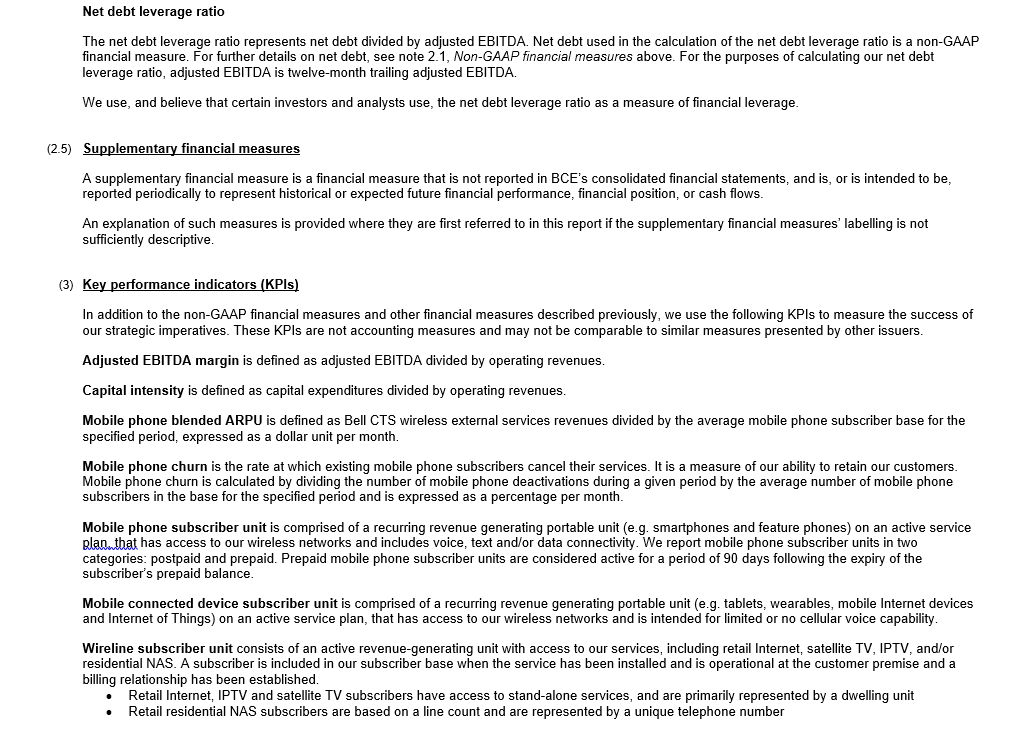 Net debt leverage ratio
The net debt leverage ratio represents net debt divided by adjusted EBITDA. Net debt used in the calculation of the net debt leverage ratio is a non-GAAP
financial measure. For further details on net debt, see note 2.1, Non-GAAP financial measures above. For the purposes of calculating our net debt
leverage ratio, adjusted EBITDA is twelve-month trailing adjusted EBITDA.
We use, and believe that certain investors and analysts use, the net debt leverage ratio as a measure of financial leverage.
(2.5) Supplementary financial measures
A supplementary financial measure is a financial measure that is not reported in BCE's consolidated financial statements, and is, or is intended to be,
reported periodically to represent historical or expected future financial performance, financial position, or cash flows.
An explanation of such measures is provided where they are first referred to in this report if the supplementary financial measures' labelling is not
sufficiently descriptive.
(3) Key performance indicators (KPIs)
In addition to the non-GAAP financial measures and other financial measures described previously, we use the following KPIs to measure the success of
our strategic imperatives. These KPIs are not accounting measures and may not be comparable to similar measures presented by other issuers.
Adjusted EBITDA margin is defined as adjusted EBITDA divided by operating revenues.
Capital intensity is defined as capital expenditures divided by operating revenues.
Mobile phone blended ARPU is defined as Bell CTS wireless external services revenues divided by the average mobile phone subscriber base for the
specified period, expressed as a dollar unit per month.
Mobile phone churn is the rate at which existing mobile phone subscribers cancel their services. It is a measure of our ability to retain our customers.
Mobile phone churn is calculated by dividing the number of mobile phone deactivations during a given period by the average number of mobile phone
subscribers in the base for the specified period and is expressed as a percentage per month.
Mobile phone subscriber unit is comprised of a recurring revenue generating portable unit (e.g. smartphones and feature phones) on an active service
plan, that has access to our wireless networks and includes voice, text and/or data connectivity. We report mobile phone subscriber units in two
categories: postpaid and prepaid. Prepaid mobile phone subscriber units are considered active for a period of 90 days following the expiry of the
subscriber's prepaid balance.
Mobile connected device subscriber unit is comprised of a recurring revenue generating portable unit (e.g. tablets, wearables, mobile Internet devices
and Internet of Things) on an active service plan, that has access to our wireless networks and is intended for limited or no cellular voice capability.
Wireline subscriber unit consists of an active revenue-generating unit with access to our services, including retail Internet, satellite TV, IPTV, and/or
residential NAS. A subscriber is included in our subscriber base when the service has been installed and is operational at the customer premise and a
billing relationship has been established.
• Retail Internet, IPTV and satellite TV subscribers have access to stand-alone services, and are primarily represented by a dwelling unit
• Retail residential NAS subscribers are based on a line count and are represented by a unique telephone number